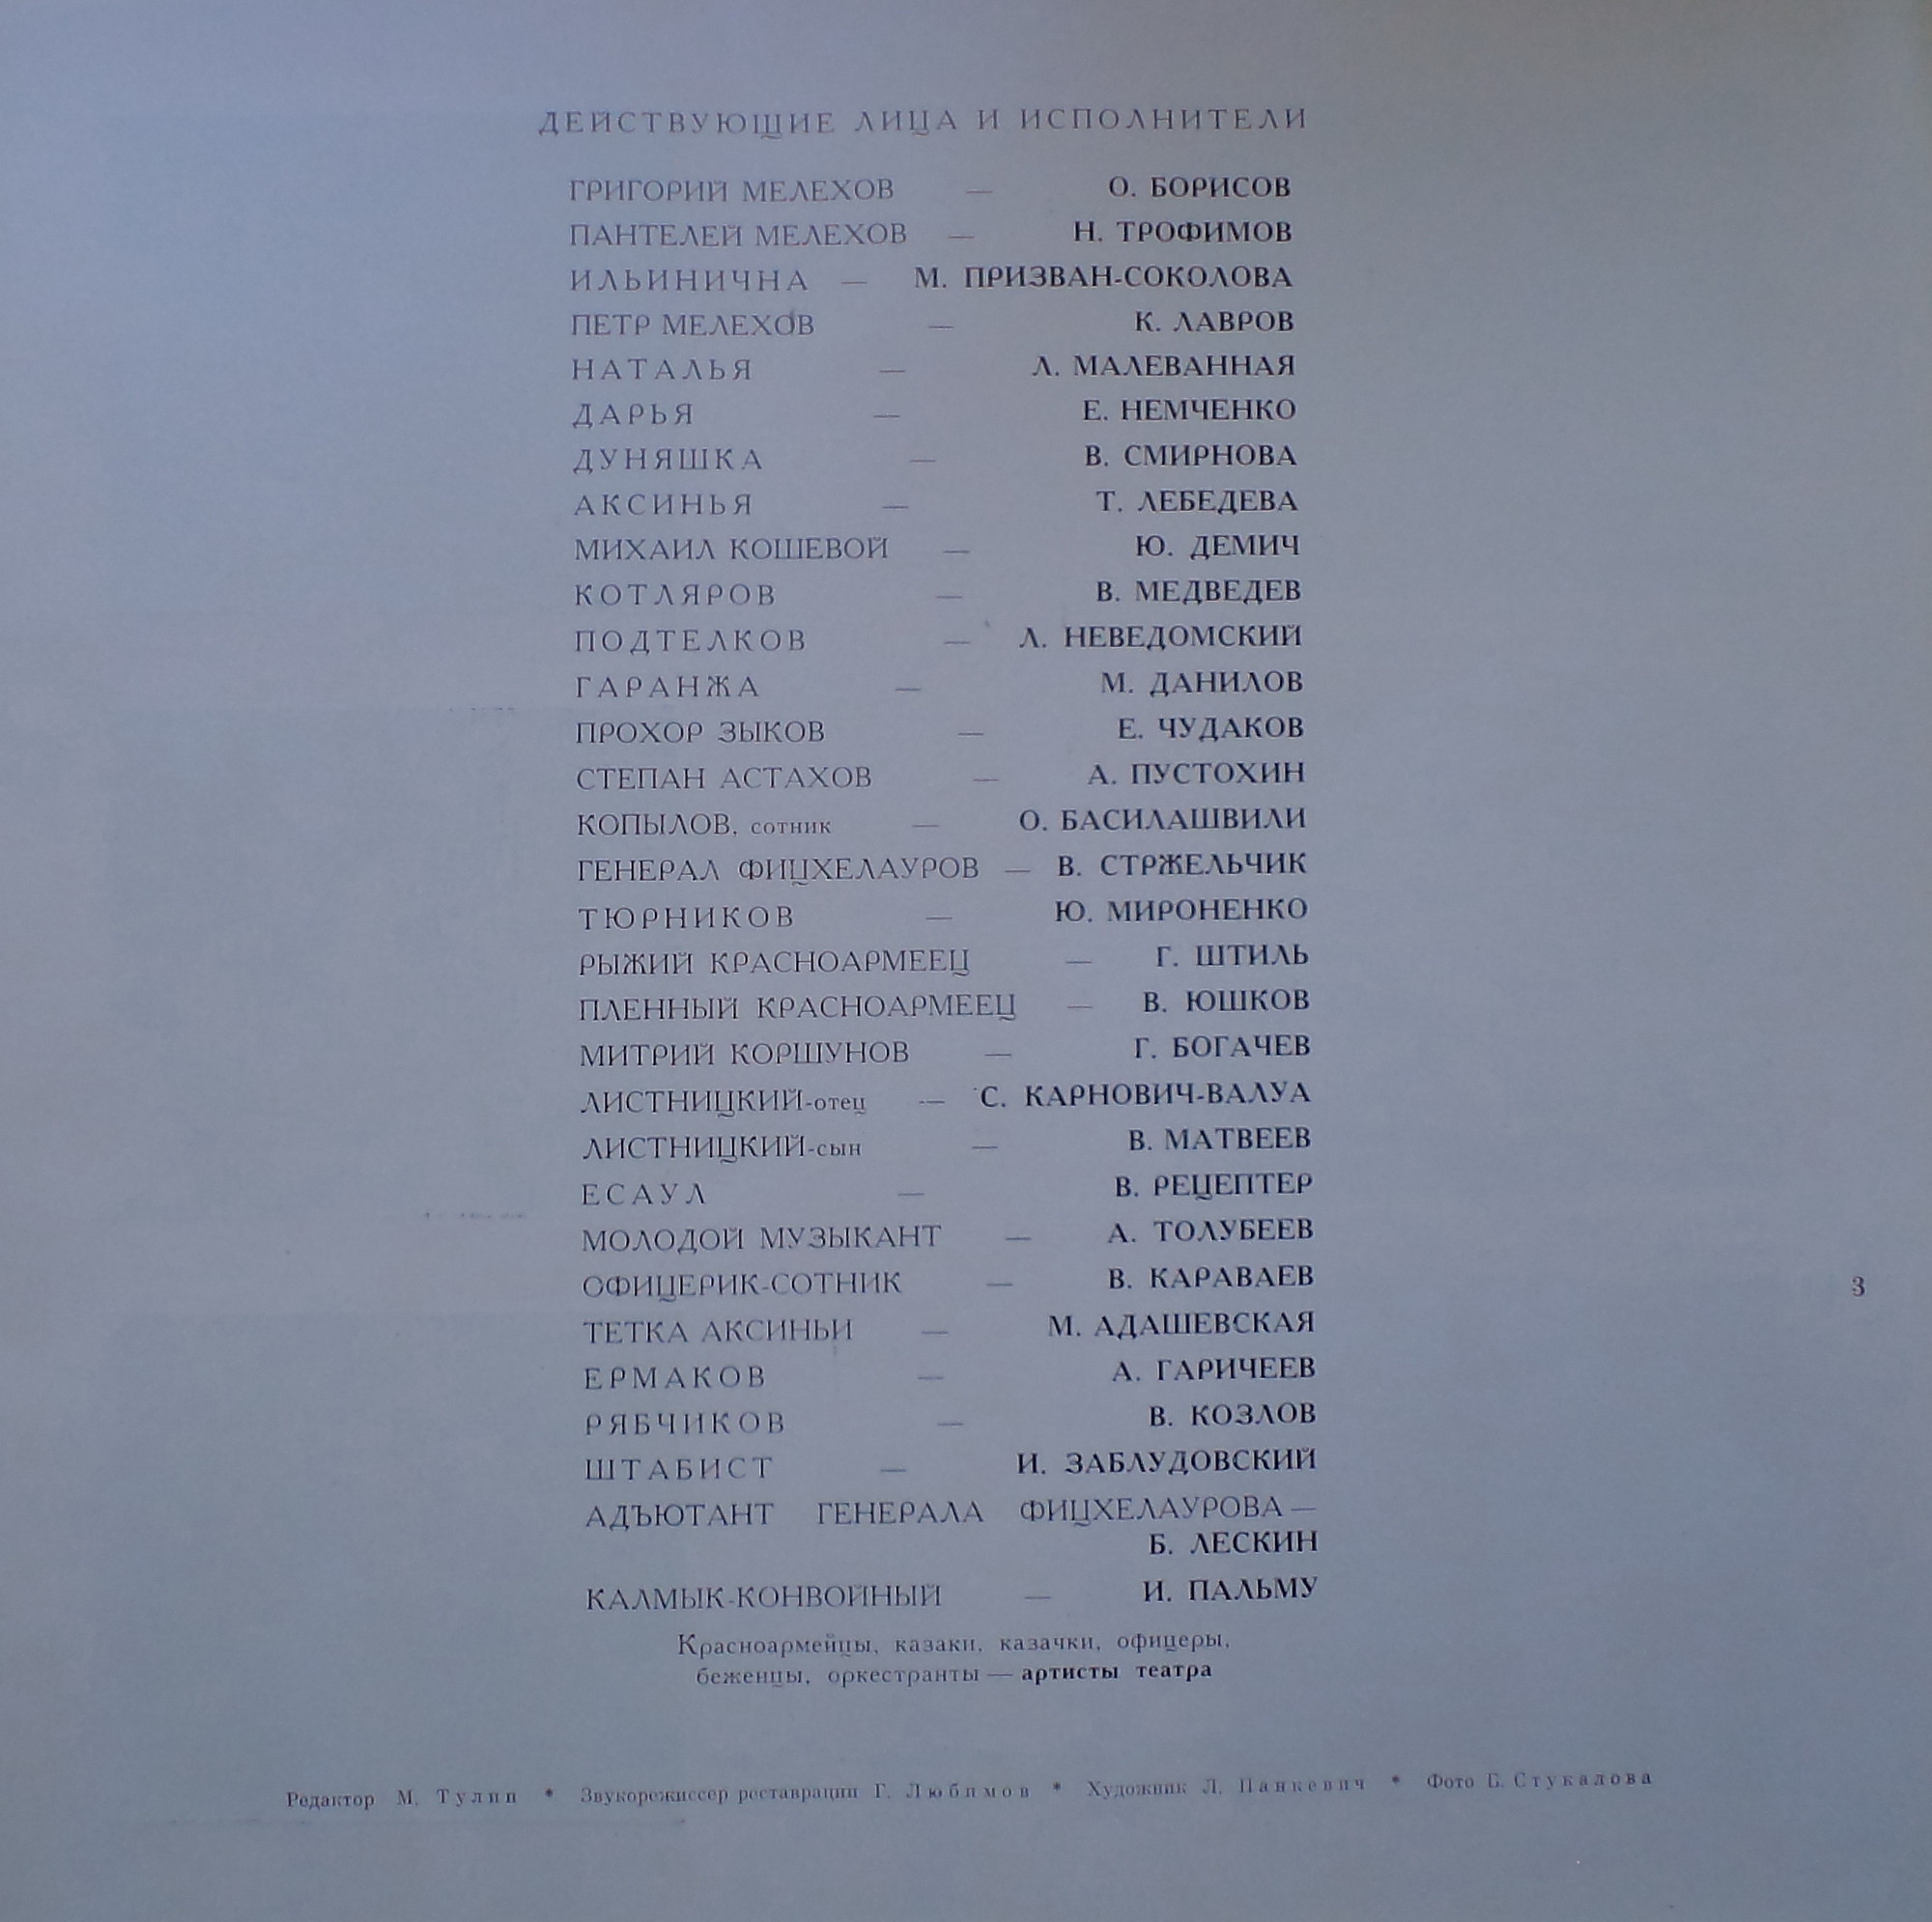 ДЕЙСТВУЮЩИЕ ЛИЦА И ИСПОЛНИТЕЛИ
ГРИГОРИЙ МЕЛЕХОВ — О. БОРИСОВ
ПАНТЕЛЕЙ МЕЛЕХОВ — Н. ТРОФИМОВ
ИЛЬИНИЧНА — М. ПРИЗВАН-СОКОЛОВА
ПЕТР МЕЛЕХОВ — К. ЛАВРОВ
НАТАЛЬЯ — Л. МАЛЕВАННАЯ
ДАРЬЯ — Е. НЕМЧЕНКО
ДУНЯШКА — В. СМИРНОВА
АКСИНЬЯ — Т. ЛЕБЕДЕВА
МИХАИЛ КОШЕВОЙ — Ю. ДЕМИЧ
КОТЛЯРОВ — В. МЕДВЕДЕВ
ПОДТЕЛКОВ — Л. НЕВЕДОМСКИЙ
ГАРАНЖА — М. ДАНИЛОВ
ПРОХОР ЗЫКОВ — Е. ЧУДАКОВ
СТЕПАН АСТАХОВ — А. ПУСТОХИН
КОПЫЛОВ, сотник — О. БАСИЛАШВИЛИ
ГЕНЕРАЛ ФИЦХЕЛАУРОВ — В. СТРЖЕЛЬЧИК
ТЮРНИКОВ — Ю. МИРОНЕНКО
РЫЖИЙ КРАСНОАРМЕЕЦ — Г. ШТИЛЬ
ПЛЕННЫЙ КРАСНОАРМЕЕЦ — В. ЮШКОВ
МИТРИЙ КОРШУНОВ — Г. БОГАЧЕВ
ЛИСТНИЦКИЙ-отец — С. КАРНОВИЧ-ВАЛУА
ЛИСТНИЦКИЙ-сын — В. МАТВЕЕВ
ЕСАУЛ — В. РЕЦЕПТЕР
МОЛОДОЙ МУЗЫКАНТ — А. ТОЛУБЕЕВ
ОФИЦЕРИК-СОТНИК — В. КАРАВАЕВ
3
ТЕТКА АКСИНЬИ — М. АДАШЕВСКАЯ
ЕРМАКОВ — А. ГАРИЧЕЕВ
РЯБЧИКОВ — В. КОЗЛОВ
ШТАБИСТ — И. ЗАБЛУДОВСКИЙ
АДЪЮТАНТ ГЕНЕРАЛА ФИЦХЕЛАУРОВА —
Б. ЛЕСКИН
КАЛМЫК-КОНВОЙНЫЙ — И. ПАЛЬМУ
Красноармейцы, казаки, казачки, офицеры,
беженцы, оркестранты — артисты театра
Редактор М. Тулин * Звукорежиссер реставрации Г. Любимов * Художник Л. Панкевич * Фото Б. Стукалова